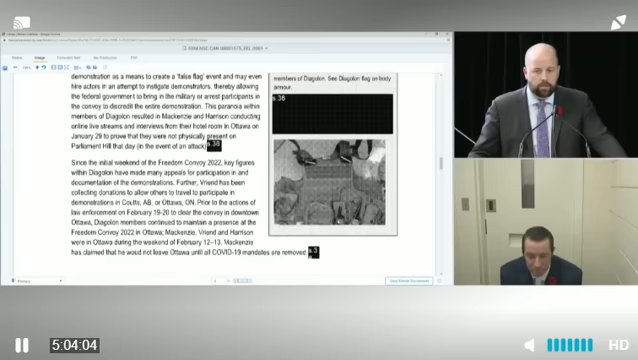 demonstration as a means to create a 'false flag' event and may even
hire actors in an attempt to instigate demonstrators, thereby allowing
the federal government to bring in the military or arrest participants in
the convoy to discredit the entire demonstration. This paranoia within
members of Diagolon resulted in Mackenzie and Harrison conducting
online live streams and interviews from their hotel room in Ottawa on
January 29 to prove that they were not physically present on
Parliament Hill that day (in the event of an attack) s.38
Since the initial weekend of the Freedom Convoy 2022, key figures
within Diagolon have made many appeals for participation in and
documentation of the demonstrations. Further, Vriend has been
collecting donations to allow others to travel to participate in
demonstrations in Coutts, AB, or Ottawa, ON. Prior to the actions of
law enforcement on February 19-20 to clear the convoy in downtown
Ottawa, Diagolon members continued to maintain a presence at the
Freedom Convoy 2022 in Ottawa; Mackenzie, Vriend and Harrison
were in Ottawa during the weekend of February 12–13. Mackenzie
has claimed that he woud not leave Ottawa until all COVID-19 mandates are removed
members of Diagolon. See Diagolon flag on body
armour.
s.38
5:04:04
HD